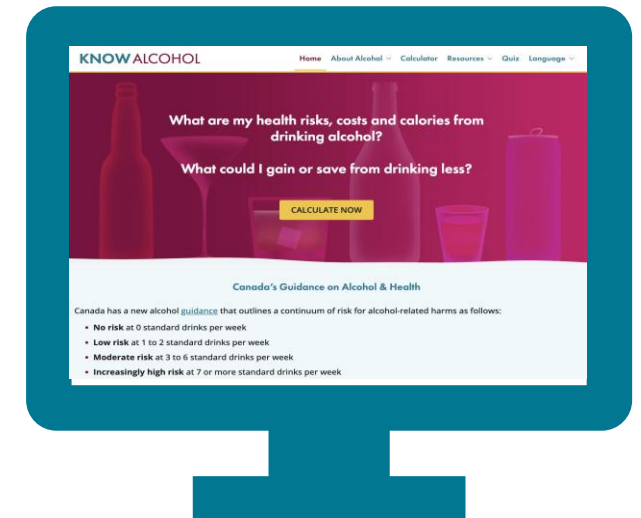 KNOW ALCOHOL
Home About Alcohol Calculator Resources Quiz Language
What are my health risks, costs and calories from
drinking alcohol?
What could I gain or save from drinking less?
CALCULATE NOW
Canada's Guidance on Alcohol & Health
Canada has a new alcohol guidance that outlines a continuum of risk for alcohol-related harms as follows:
• No risk at 0 standard drinks per week
• Low risk at 1 to 2 standard drinks per week
• Moderate risk at 3 to 6 standard drinks per week
• Increasingly high risk at 7 or more standard drinks per week